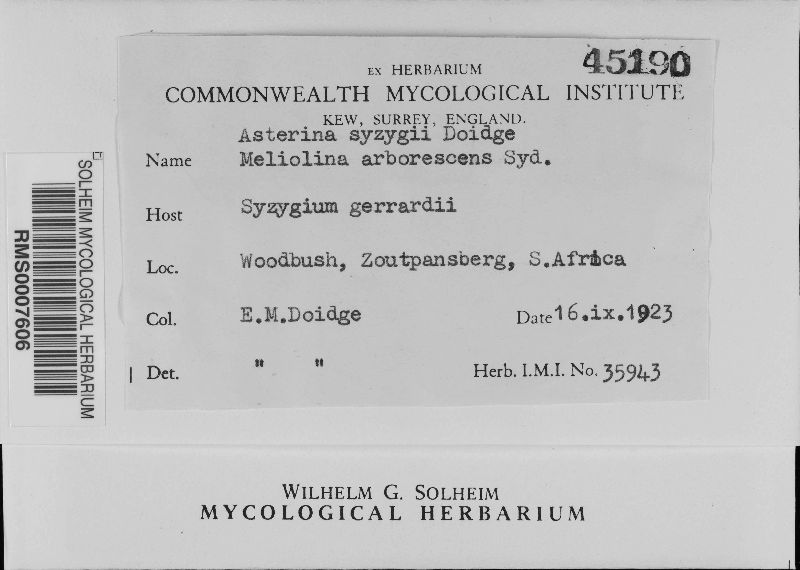 45190
EX HERBARIUM
COMMONWEALTH MYCOLOGICAL INSTITUTE
KEW, SURREY, ENGLAND.
Asterina syzygii Doidge
Name Meliolina arborescens Syd.
Host Syzygium gerrardii
Loc. Woodbush, Zoutpansberg, S.Africa
Col. E.M.Doidge Date 16.ix.1923
Det. " " Herb. I.M.I. No. 35943
SOLHEIM MYCOLOGICAL HERBARIUM
RMS0007606
WILHELM G. SOLHEIM
MYCOLOGICAL HERBARIUM